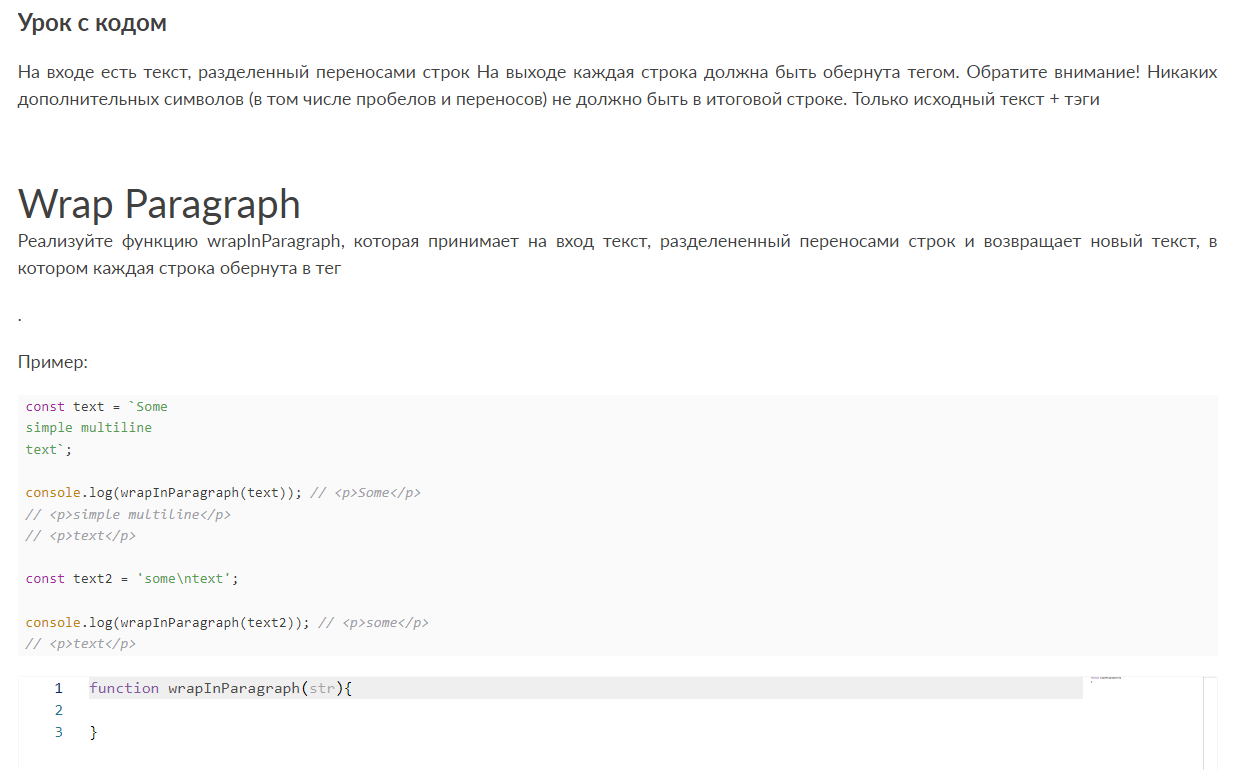 Урок с кодом
На входе есть текст, разделенный переносами строк На выходе каждая строка должна быть обернута тегом. Обратите внимание! Никаких
дополнительных символов (в том числе пробелов и переносов) не должно быть в итоговой строке. Только исходный текст + тэги
Wrap Paragraph
Реализуйте функцию wrapInParagraph, которая принимает на вход текст, разделененный переносами строк и возвращает новый текст, в
котором каждая строка обернута в тег
.
Пример:
const text = `Some
simple multiline
text`;
console.log(wrapInParagraph(text)); // <p>Some</p>
// <p>simple multiline</p>
// <p>text</p>
const text2 = 'some\ntext';
console.log(wrapInParagraph(text2)); // <p>some</p>
// <p>text</p>
1 function wrapInParagraph(str){
2
3 }